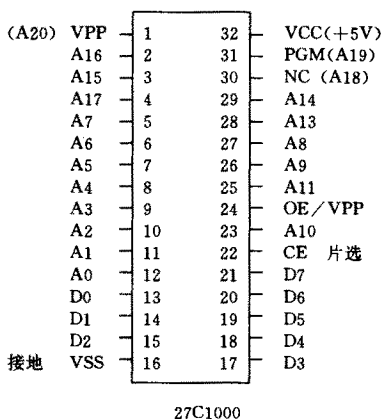 (A20) VPP 1 32 VCC(+5V)
A16 2 31 PGM(A19)
A15 3 30 NC (A18)
A17 4 29 A14
A7 5 28 A13
A6 6 27 A8
A5 7 26 A9
A4 8 25 A11
A3 9 24 OE/VPP
A2 10 23 A10
A1 11 22 CE 片选
A0 12 21 D7
D0 13 20 D6
D1 14 19 D5
D2 15 18 D4
接地 VSS 16 17 D3
27C1000